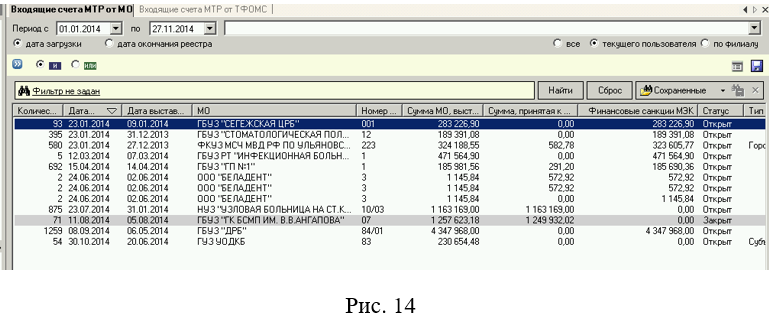 Входящие счета МТР от МО Входящие счета МТР от ТФОМС
Период с 01.01.2014 по 27.11.2014
дата загрузки дата окончания реестра все текущего пользователя по филиалу
и или
Фильтр не задан Найти Сброс Сохраненные
Количес... Дата... Дата выстав... МО Номер ... Сумма МО, выст... Сумма, принятая к ... Финансовые санкции МЭК Статус Тип
93 23.01.2014 09.01.2014 ГБУЗ "СЕГЕЖСКАЯ ЦРБ" 001 283 226,90 0,00 283 226,90 Открыт
395 23.01.2014 31.12.2013 ГБУЗ "СТОМАТОЛОГИЧЕСКАЯ ПОЛ... 12 189 391,08 0,00 189 391,08 Открыт
580 23.01.2014 27.12.2013 ФКУЗ МСЧ МВД РФ ПО УЛЬЯНОВС... 223 324 188,55 582,78 323 605,77 Открыт Горо
5 12.03.2014 07.03.2014 ГБУЗ РТ "ИНФЕКЦИОННАЯ БОЛЬН... 1 471 564,90 0,00 471 564,90 Открыт
692 15.04.2014 14.04.2014 ГБУЗ "ГП №1" 1 185 981,56 291,20 185 690,36 Открыт
2 24.06.2014 02.06.2014 ООО "БЕЛАДЕНТ" 3 1 145,84 572,92 572,92 Открыт
2 24.06.2014 02.06.2014 ООО "БЕЛАДЕНТ" 3 1 145,84 572,92 572,92 Открыт
2 24.06.2014 02.06.2014 ООО "БЕЛАДЕНТ" 3 1 145,84 0,00 1 145,84 Открыт
875 23.07.2014 31.01.2014 НУЗ "УЗЛОВАЯ БОЛЬНИЦА НА СТ.К... 10/03 1 163 169,00 1 163 169,00 0,00 Открыт
71 11.08.2014 05.08.2014 ГБУЗ "ГК БСМП ИМ. В.В.АНГАПОВА" 07 1 257 623,18 1 249 932,02 0,00 Закрыт
1259 08.09.2014 06.05.2014 ГБУЗ "ДРБ" 84/01 4 347 968,00 0,00 4 347 968,00 Открыт
54 30.10.2014 20.06.2014 ГУЗ УОДКБ 83 230 654,48 0,00 0,00 Открыт Субъ
Рис. 14